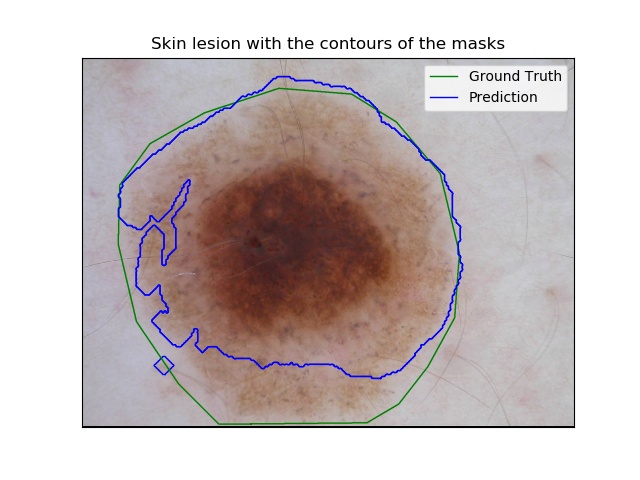 Skin lesion with the contours of the masks
Ground Truth
Prediction